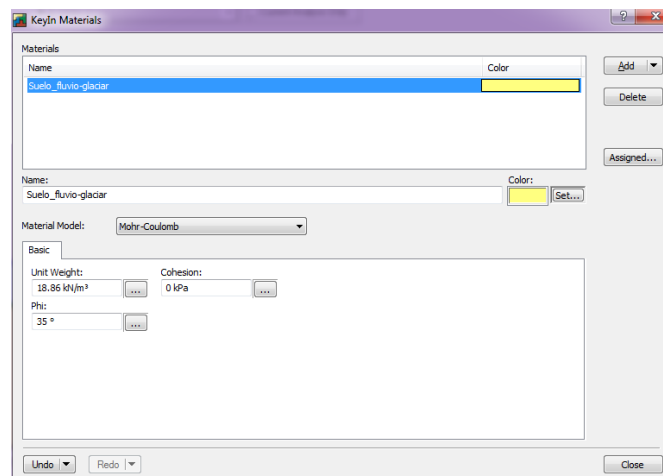 KeyIn Materials
Materials
Name Color
Add
Suelo_fluvio-glaciar
Delete
Assigned...
Name: Color:
Suelo_fluvio-glaciar Set...
Material Model: Mohr-Coulomb
Basic
Unit Weight: Cohesion:
18.86 kN/m³ ... 0 kPa ...
Phi:
35 º ...
Undo Redo Close